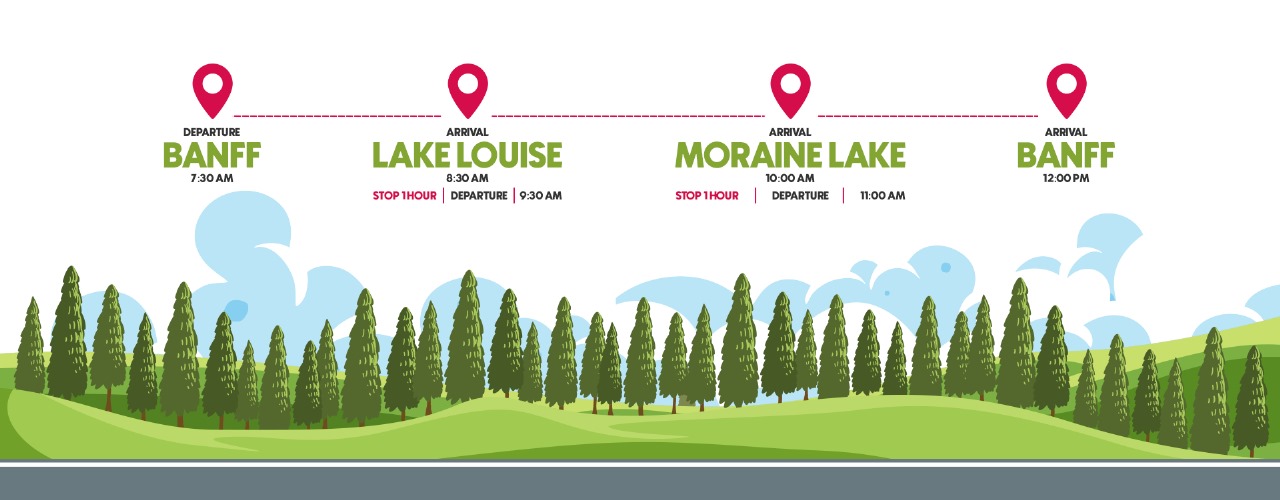 DEPARTURE
BANFF
7:30 AM
ARRIVAL
LAKE LOUISE
8:30 AM
STOP 1 HOUR | DEPARTURE | 9:30 AM
ARRIVAL
MORAINE LAKE
10:00 AM
STOP 1 HOUR | DEPARTURE | 11:00 AM
ARRIVAL
BANFF
12:00 PM